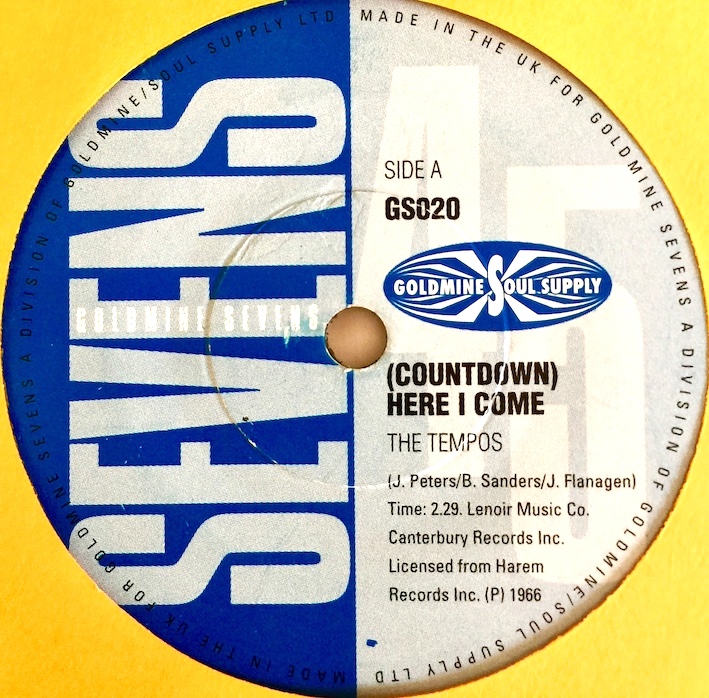 MADE IN THE UK FOR GOLDMINE SEVENS A DIVISION OF GOLDMINE/SOUL SUPPLY LTD
MADE IN THE UK FOR GOLDMINE SEVENS A DIVISION OF GOLDMINE/SOUL SUPPLY LTD
SEVENS
GOLDMINE SEVENS
45
SIDE A
GS020
GOLDMINE SOUL SUPPLY
(COUNTDOWN)
HERE I COME
THE TEMPOS
(J. Peters/B. Sanders/J. Flanagen)
Time: 2.29. Lenoir Music Co.
Canterbury Records Inc.
Licensed from Harem
Records Inc. (P) 1966